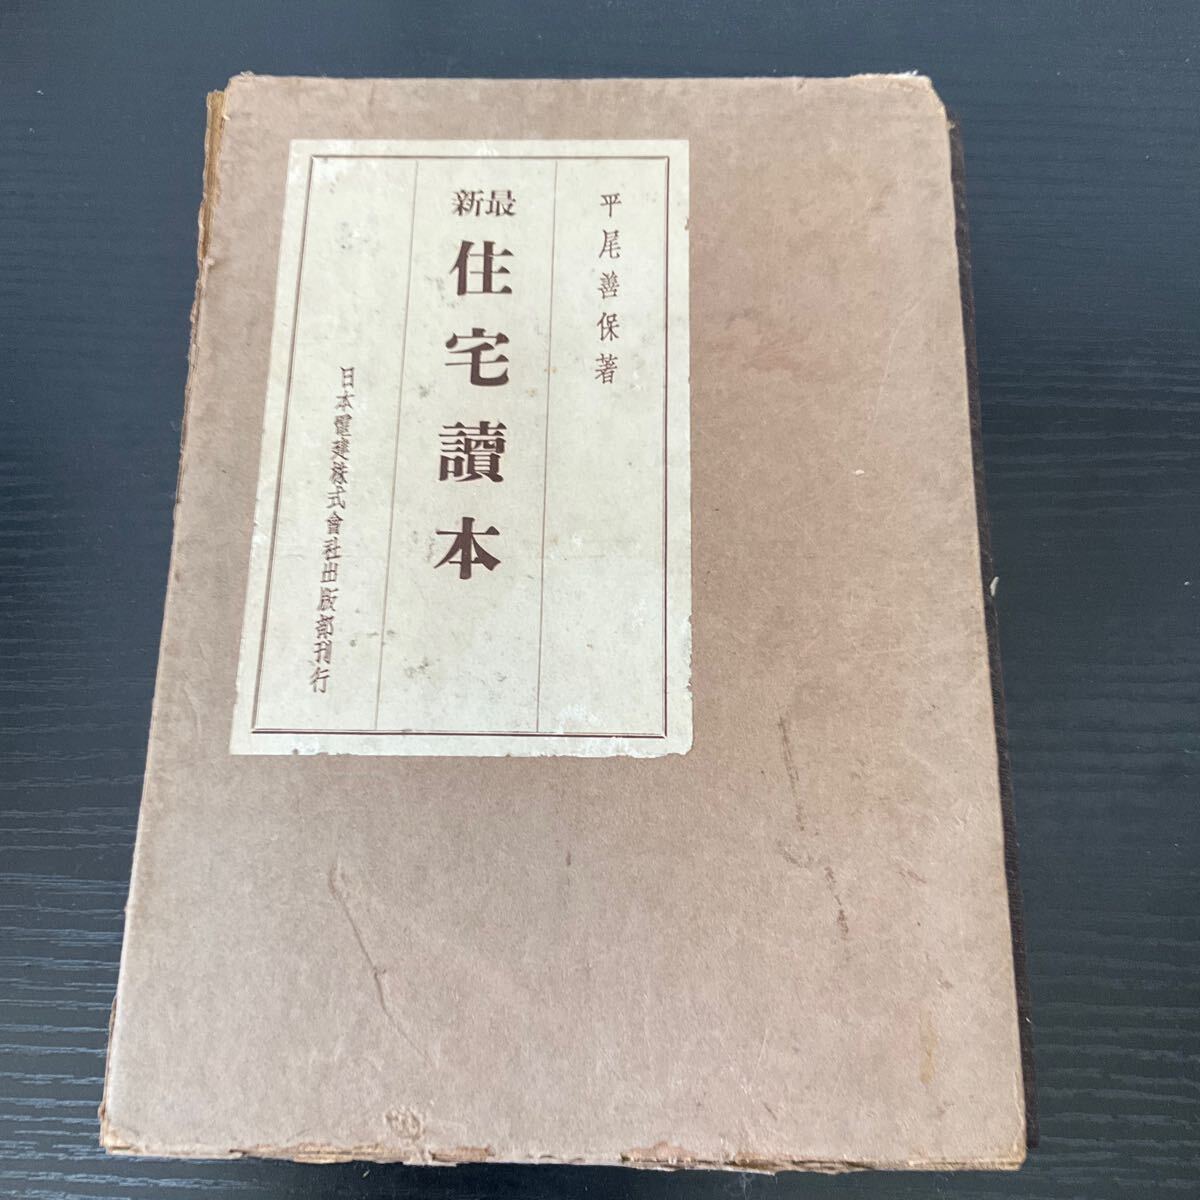 平尾善保著
最新
住宅讀本
日本電建株式會社出版部刊行